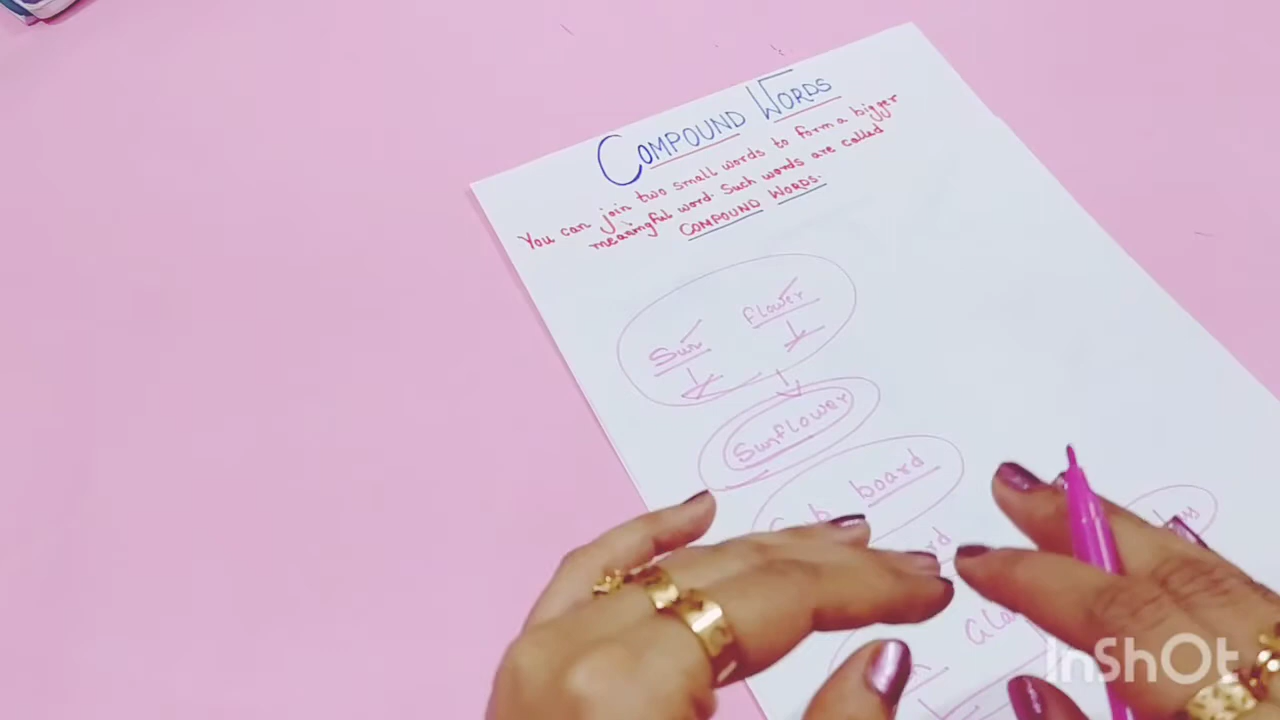 COMPOUND WORDS
You can join two small words to form a bigger
meaningful word. Such words are called
COMPOUND WORDS.
Sun flower
Sunflower
board
InShOt